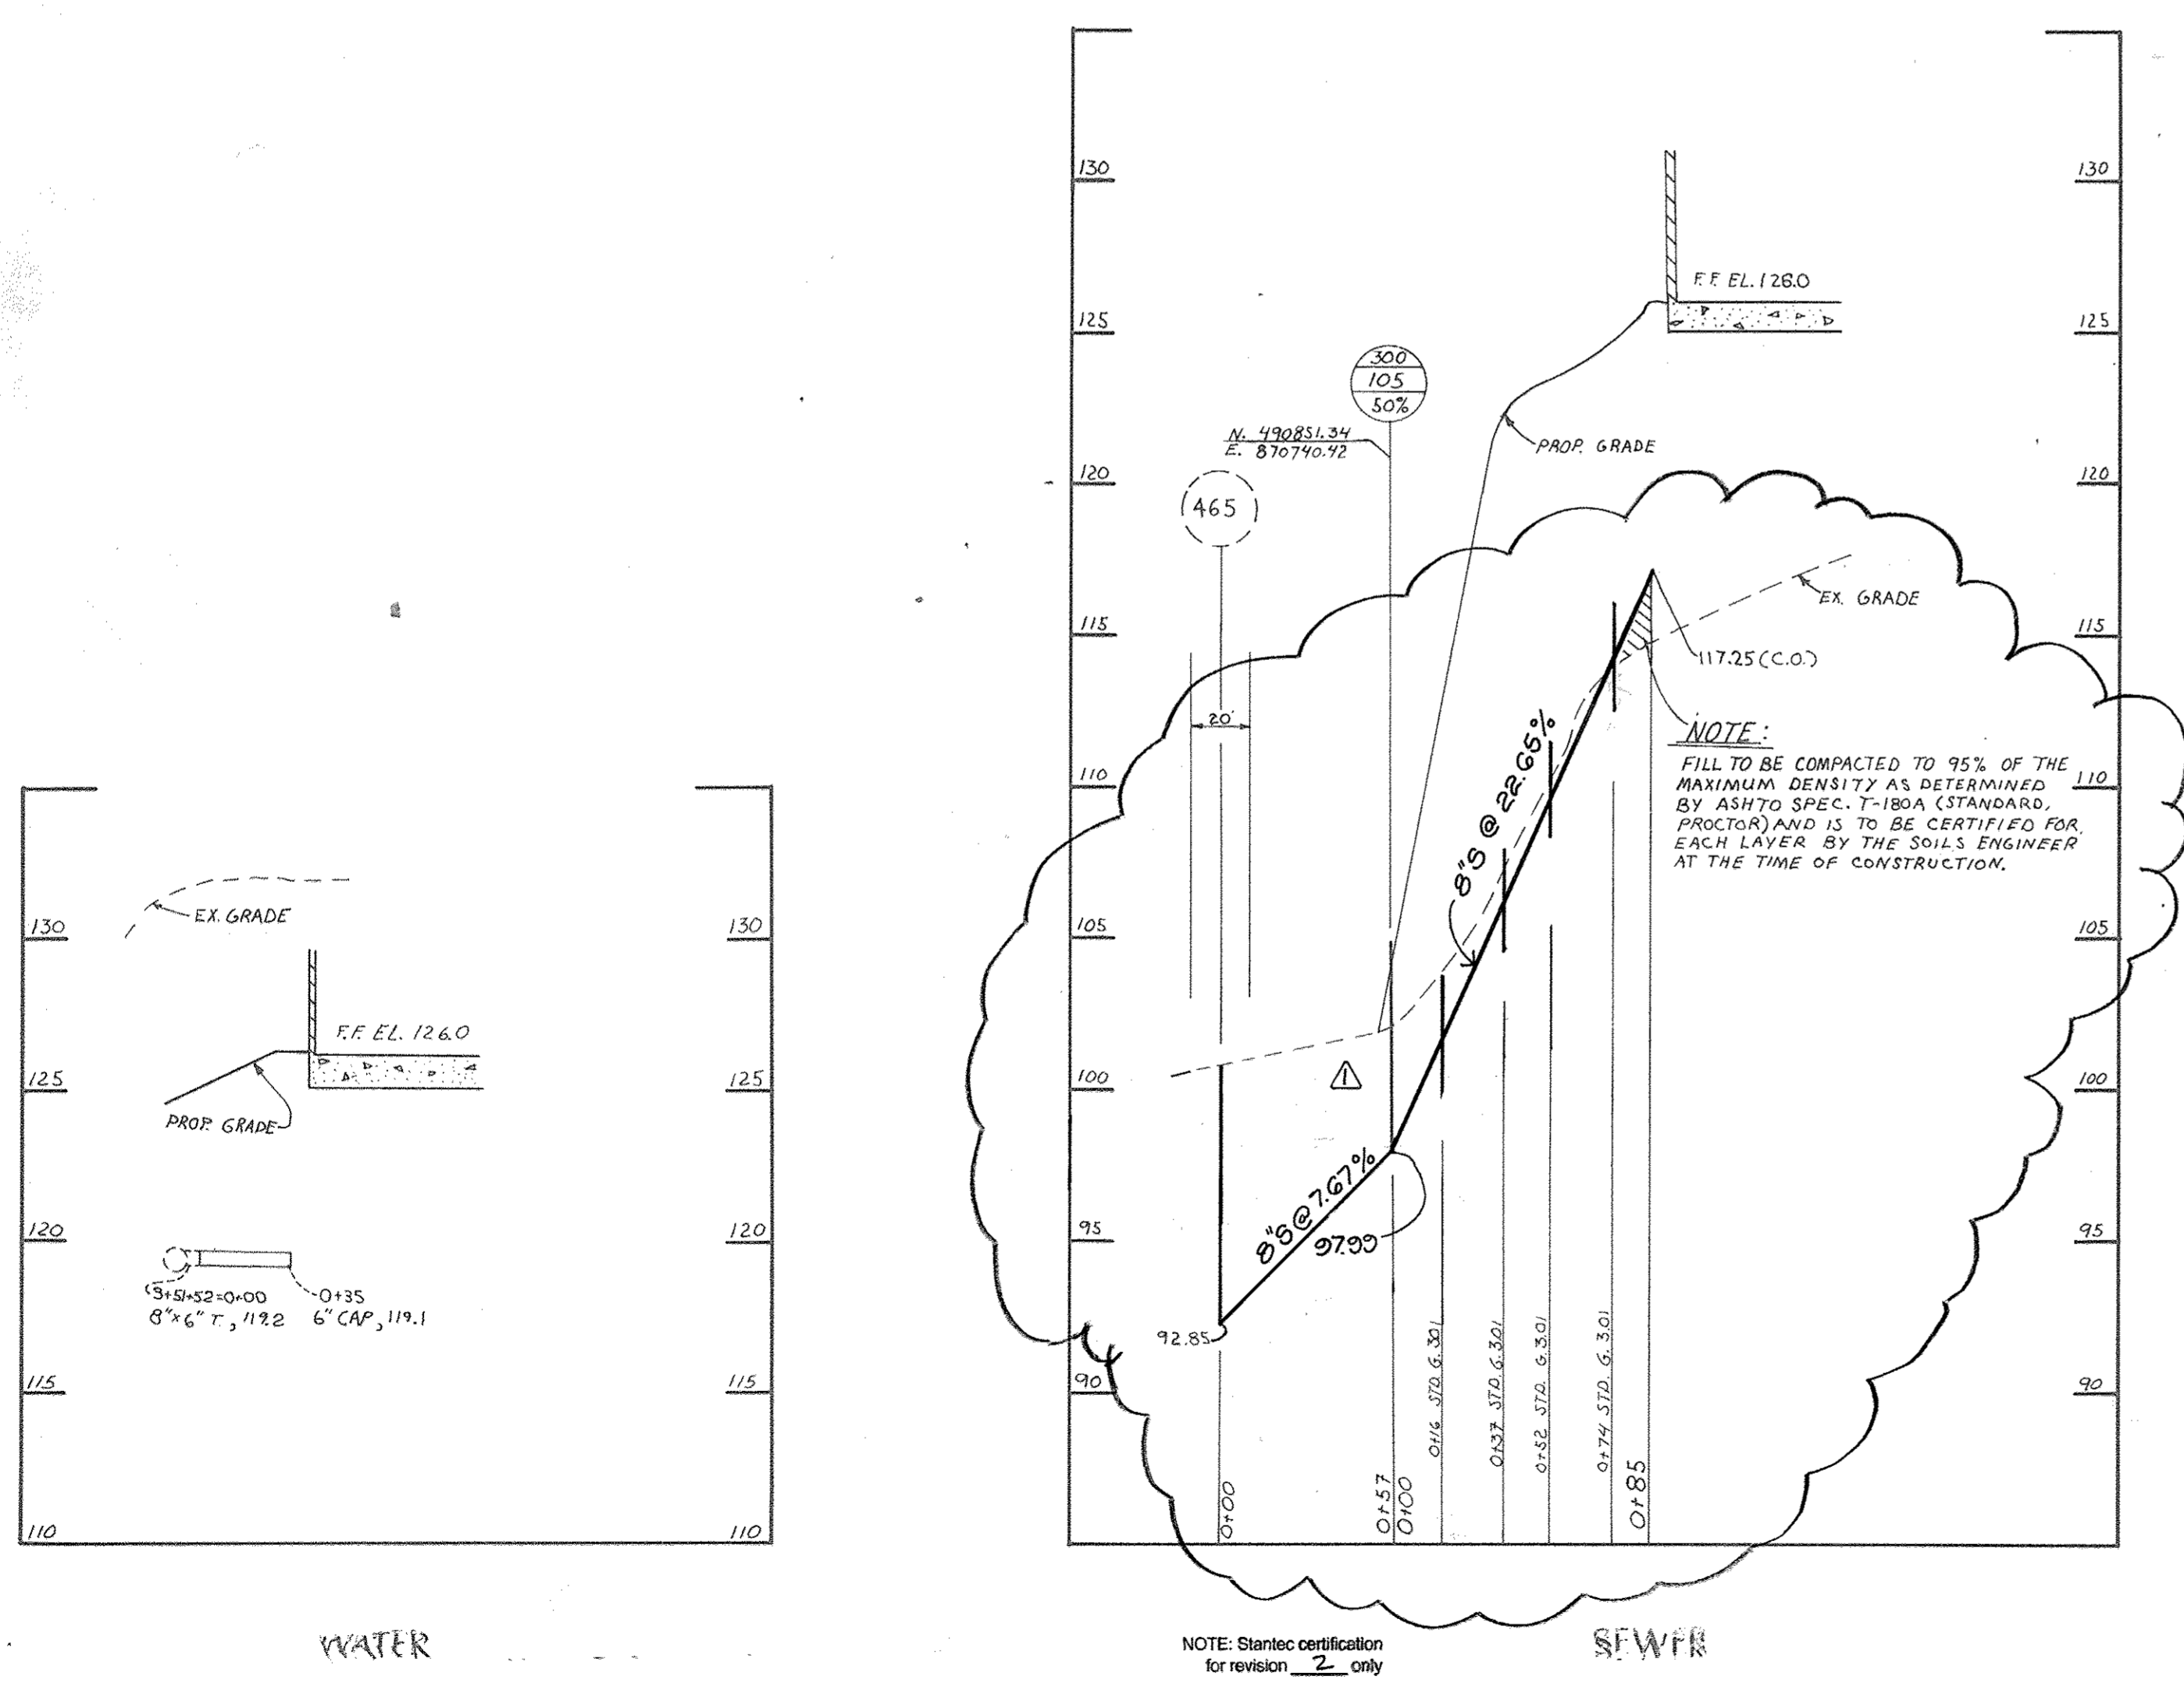 130
130
EX. GRADE
F.F. EL. 126.0
125
125
PROP. GRADE
120
120
3+51+52=0+00
0+35
8"x6" T., 119.2
6" CAP, 119.1
115
115
110
110
WATER
130
130
F.F. EL. 126.0
125
125
300
105
50%
N. 490851.34
E. 870740.42
PROP. GRADE
120
120
465
EX. GRADE
115
115
117.25 (C.O.)
20'
8"S @ 22.65%
NOTE:
FILL TO BE COMPACTED TO 95% OF THE
MAXIMUM DENSITY AS DETERMINED
BY ASHTO SPEC. T-180A (STANDARD,
PROCTOR) AND IS TO BE CERTIFIED FOR
EACH LAYER BY THE SOILS ENGINEER
AT THE TIME OF CONSTRUCTION.
110
110
105
105
100
100
1
8"S @ 7.67%
97.99
95
95
92.85
90
90
0+00
0+57
0+00
0+16 STD. G. 3.01
0+37 STD. G. 3.01
0+52 STD. G. 3.01
0+74 STD. G. 3.01
0+85
SEWER
NOTE: Stantec certification
for revision 2 only